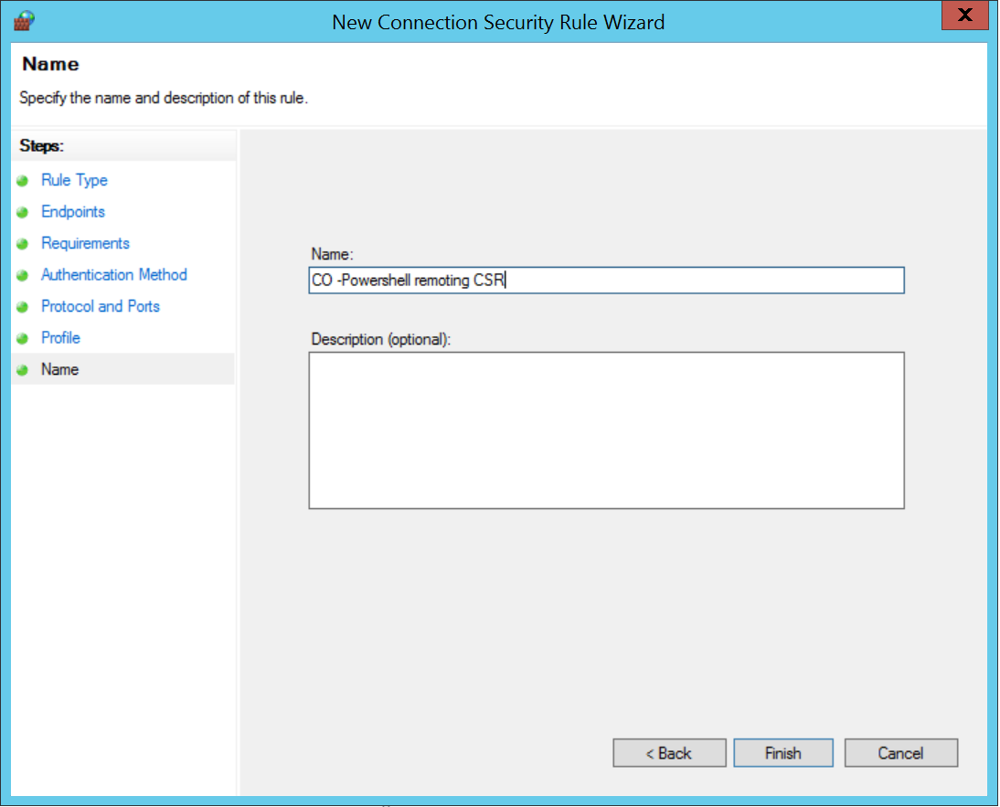 New Connection Security Rule Wizard
X
Name
Specify the name and description of this rule.
Steps:
Rule Type
Endpoints
Requirements
Authentication Method
Protocol and Ports
Profile
Name
Name:
CO -Powershell remoting CSR
Description (optional):
< Back
Finish
Cancel